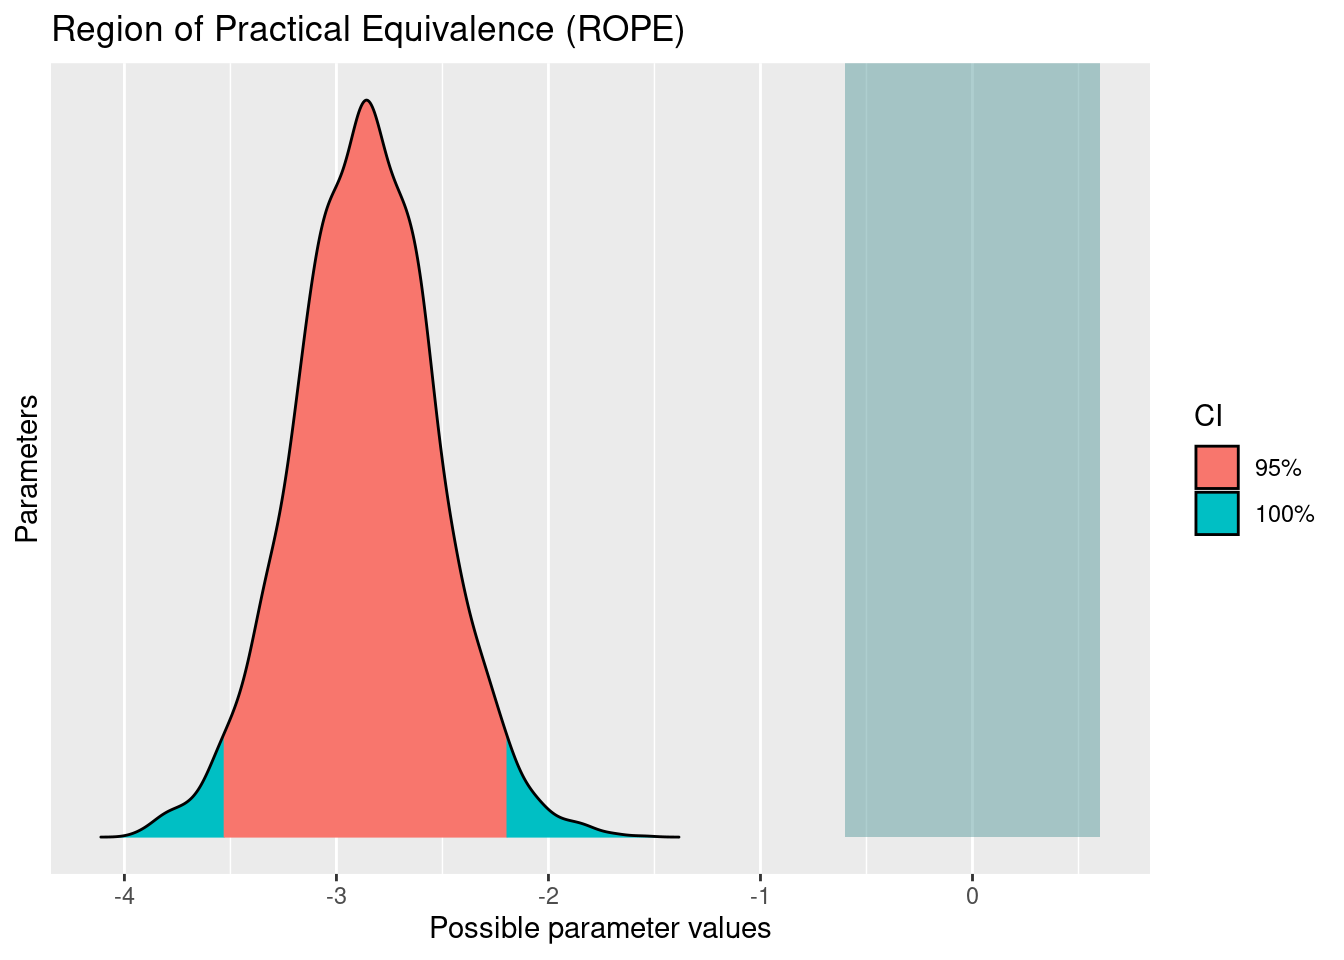 Region of Practical Equivalence (ROPE)
Parameters
CI
95%
100%
-4
-3
-2
-1
0
Possible parameter values